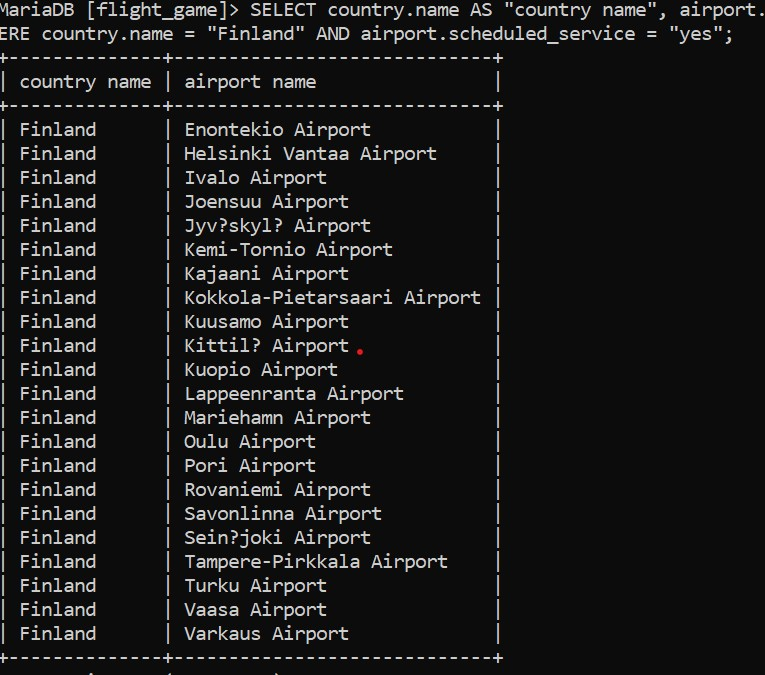 MariaDB [flight_game]> SELECT country.name AS "country name", airport.
ERE country.name = "Finland" AND airport.scheduled_service = "yes";
+--------------+------------------------------+
| country name | airport name                 |
+--------------+------------------------------+
| Finland      | Enontekio Airport            |
| Finland      | Helsinki Vantaa Airport      |
| Finland      | Ivalo Airport                |
| Finland      | Joensuu Airport              |
| Finland      | Jyv?skyl? Airport            |
| Finland      | Kemi-Tornio Airport          |
| Finland      | Kajaani Airport              |
| Finland      | Kokkola-Pietarsaari Airport  |
| Finland      | Kuusamo Airport              |
| Finland      | Kittil? Airport              |
| Finland      | Kuopio Airport               |
| Finland      | Lappeenranta Airport         |
| Finland      | Mariehamn Airport            |
| Finland      | Oulu Airport                 |
| Finland      | Pori Airport                 |
| Finland      | Rovaniemi Airport            |
| Finland      | Savonlinna Airport           |
| Finland      | Sein?joki Airport            |
| Finland      | Tampere-Pirkkala Airport     |
| Finland      | Turku Airport                |
| Finland      | Vaasa Airport                |
| Finland      | Varkaus Airport              |
+--------------+------------------------------+